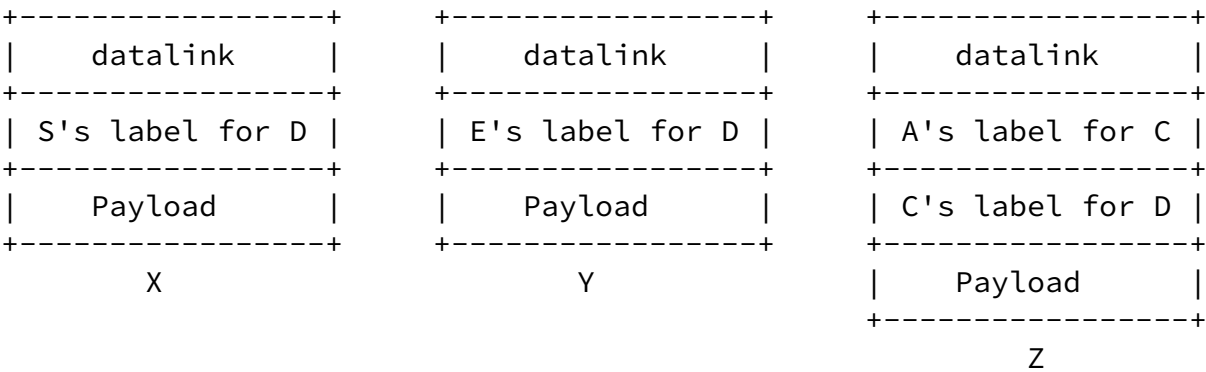 +-----------------+     +-----------------+     +-----------------+
|    datalink     |     |    datalink     |     |    datalink     |
+-----------------+     +-----------------+     +-----------------+
| S's label for D |     | E's label for D |     | A's label for C |
+-----------------+     +-----------------+     +-----------------+
|    Payload      |     |    Payload      |     | C's label for D |
+-----------------+     +-----------------+     +-----------------+
        X                       Y               |    Payload      |
                                                +-----------------+
                                                         Z